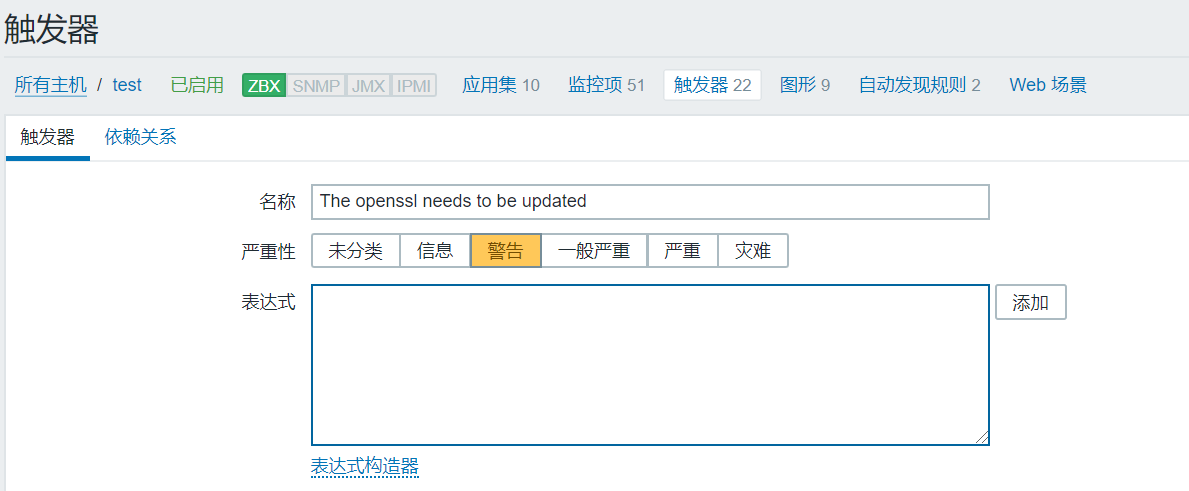 触发器
所有主机 / test 已启用 ZBX SNMP JMX IPMI 应用集 10 监控项 51 触发器 22 图形 9 自动发现规则 2 Web 场景
触发器 依赖关系
名称 The openssl needs to be updated
严重性 未分类 信息 警告 一般严重 严重 灾难
表达式 添加
表达式构造器